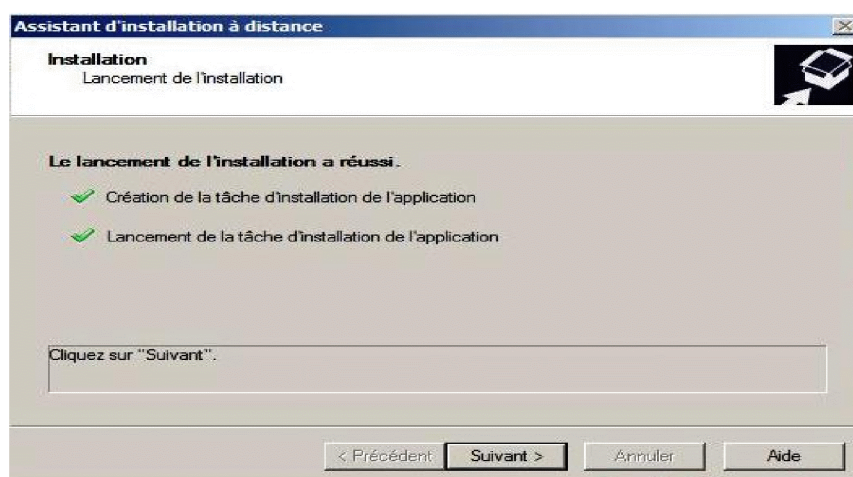 Assistant d'installation à distance
Installation
Lancement de l'installation
Le lancement de l'installation a réussi.
Création de la tâche d'installation de l'application
Lancement de la tâche d'installation de l'application
Cliquez sur "Suivant".
< Précédent
Suivant >
Annuler
Aide